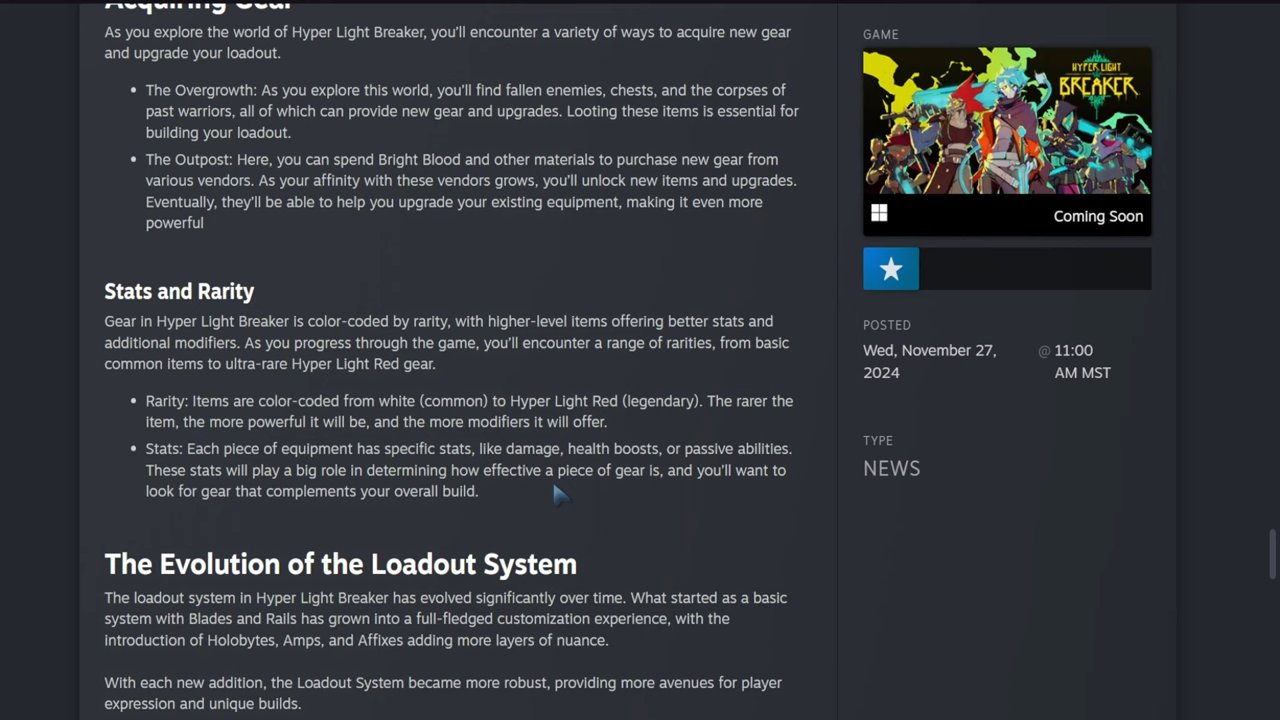 Acquiring Gear
As you explore the world of Hyper Light Breaker, you'll encounter a variety of ways to acquire new gear
and upgrade your loadout.
• The Overgrowth: As you explore this world, you'll find fallen enemies, chests, and the corpses of
past warriors, all of which can provide new gear and upgrades. Looting these items is essential for
building your loadout.
• The Outpost: Here, you can spend Bright Blood and other materials to purchase new gear from
various vendors. As your affinity with these vendors grows, you'll unlock new items and upgrades.
Eventually, they'll be able to help you upgrade your existing equipment, making it even more
powerful
Stats and Rarity
Gear in Hyper Light Breaker is color-coded by rarity, with higher-level items offering better stats and
additional modifiers. As you progress through the game, you'll encounter a range of rarities, from basic
common items to ultra-rare Hyper Light Red gear.
• Rarity: Items are color-coded from white (common) to Hyper Light Red (legendary). The rarer the
item, the more powerful it will be, and the more modifiers it will offer.
• Stats: Each piece of equipment has specific stats, like damage, health boosts, or passive abilities.
These stats will play a big role in determining how effective a piece of gear is, and you'll want to
look for gear that complements your overall build.
The Evolution of the Loadout System
The loadout system in Hyper Light Breaker has evolved significantly over time. What started as a basic
system with Blades and Rails has grown into a full-fledged customization experience, with the
introduction of Holobytes, Amps, and Affixes adding more layers of nuance.
With each new addition, the Loadout System became more robust, providing more avenues for player
expression and unique builds.
GAME
HYPER LIGHT
BREAKER
Coming Soon
POSTED
Wed, November 27, @ 11:00
2024 AM MST
TYPE
NEWS